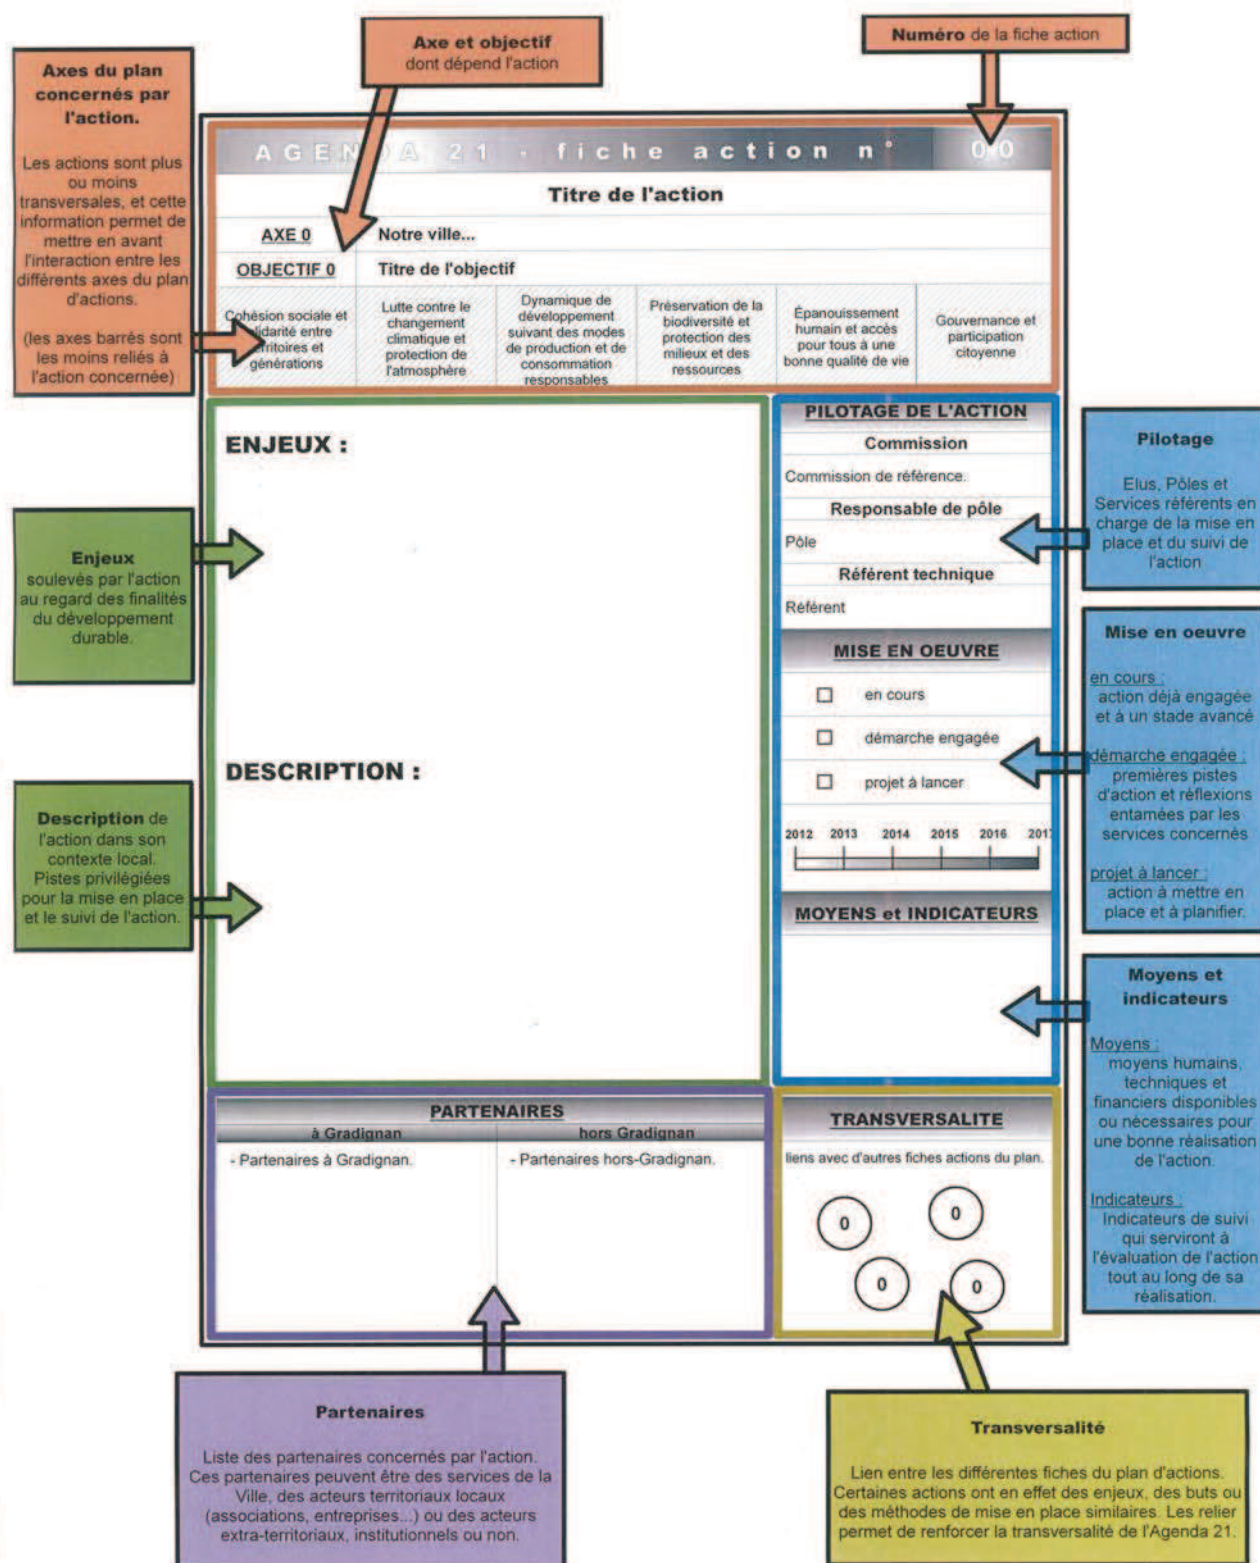 Axe et objectif
dont dépend l'action
Numéro de la fiche action
Axes du plan
concernés par
l'action.
Les actions sont plus
ou moins
transversales, et cette
information permet de
mettre en avant
l'interaction entre les
différents axes du plan
d'actions.
(les axes barrés sont
les moins reliés à
l'action concernée)
AGENDA 21 - fiche action n° 00
Titre de l'action
AXE 0 Notre ville...
OBJECTIF 0 Titre de l'objectif
Cohésion sociale et
solidarité entre
territoires et
générations
Lutte contre le
changement
climatique et
protection de
l'atmosphère
Dynamique de
développement
suivant des modes
de production et de
consommation
responsables
Préservation de la
biodiversité et
protection des
milieux et des
ressources
Épanouissement
humain et accès
pour tous à une
bonne qualité de vie
Gouvernance et
participation
citoyenne
Enjeux
soulevés par l'action
au regard des finalités
du développement
durable.
Description de
l'action dans son
contexte local.
Pistes privilégiées
pour la mise en place
et le suivi de l'action.
ENJEUX :
DESCRIPTION :
PILOTAGE DE L'ACTION
Commission
Commission de référence.
Responsable de pôle
Pôle
Référent technique
Référent
MISE EN OEUVRE
en cours
démarche engagée
projet à lancer
2012 2013 2014 2015 2016 2017
MOYENS et INDICATEURS
Pilotage
Elus, Pôles et
Services référents en
charge de la mise en
place et du suivi de
l'action
Mise en oeuvre
en cours :
action déjà engagée
et à un stade avancé
démarche engagée :
premières pistes
d'action et réflexions
entamées par les
services concernés
projet à lancer :
action à mettre en
place et à planifier.
Moyens et
indicateurs
Moyens :
moyens humains,
techniques et
financiers disponibles
ou nécessaires pour
une bonne réalisation
de l'action.
Indicateurs :
Indicateurs de suivi
qui serviront à
l'évaluation de l'action
tout au long de sa
réalisation.
PARTENAIRES
à Gradignan hors Gradignan
- Partenaires à Gradignan. - Partenaires hors-Gradignan.
TRANSVERSALITE
liens avec d'autres fiches actions du plan.
0 0
0 0
Partenaires
Liste des partenaires concernés par l'action.
Ces partenaires peuvent être des services de la
Ville, des acteurs territoriaux locaux
(associations, entreprises...) ou des acteurs
extra-territoriaux, institutionnels ou non.
Transversalité
Lien entre les différentes fiches du plan d'actions.
Certaines actions ont en effet des enjeux, des buts ou
des méthodes de mise en place similaires. Les relier
permet de renforcer la transversalité de l'Agenda 21.